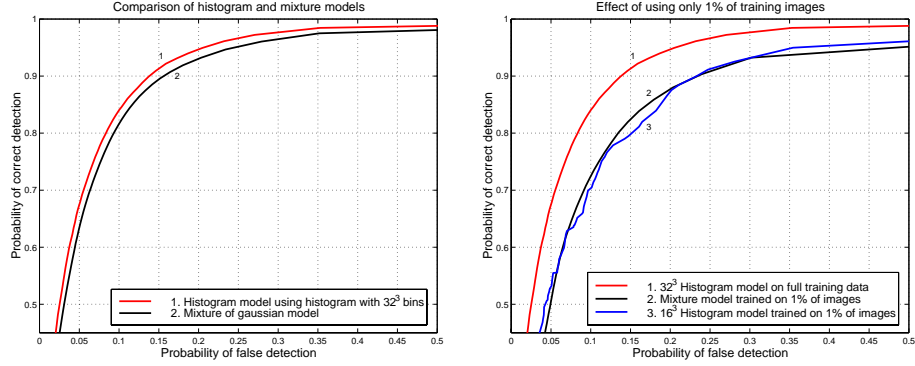 Comparison of histogram and mixture models
1
0.9
0.8
0.7
0.6
0.5
Probability of correct detection
1
2
1. Histogram model using histogram with 32³ bins
2. Mixture of gaussian model
0 0.05 0.1 0.15 0.2 0.25 0.3 0.35 0.4 0.45 0.5
Probability of false detection
Effect of using only 1% of training images
1
0.9
0.8
0.7
0.6
0.5
Probability of correct detection
1
2
3
1. 32³ Histogram model on full training data
2. Mixture model trained on 1% of images
3. 16³ Histogram model trained on 1% of images
0 0.05 0.1 0.15 0.2 0.25 0.3 0.35 0.4 0.45 0.5
Probability of false detection